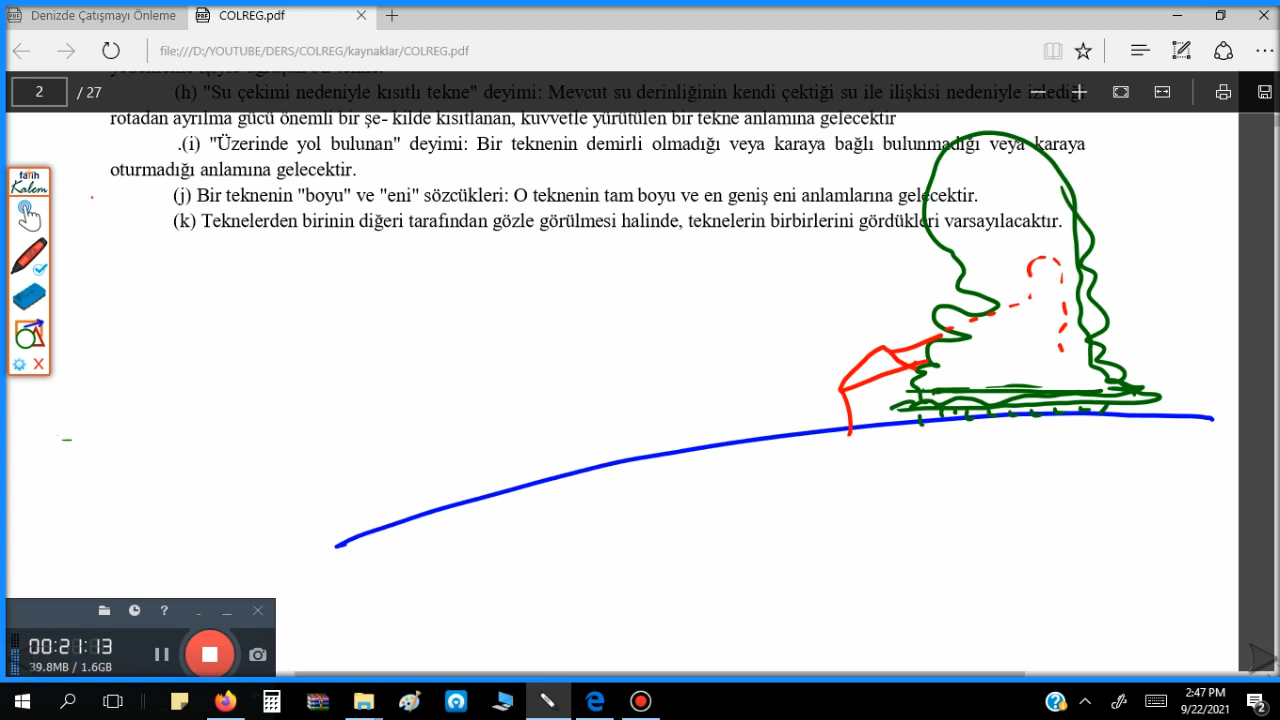 Denizde Çatışmayı Önleme
COLREG.pdf
file:///D:/YOUTUBE/DERS/COLREG/kaynaklar/COLREG.pdf
2 / 27
(h) "Su çekimi nedeniyle kısıtlı tekne" deyimi: Mevcut su derinliğinin kendi çektiği su ile ilişkisi nedeniyle izlediği
rotadan ayrılma gücü önemli bir şe- kilde kısıtlanan, kuvvetle yürütülen bir tekne anlamına gelecektir
.(i) "Üzerinde yol bulunan" deyimi: Bir teknenin demirli olmadığı veya karaya bağlı bulunmadığı veya karaya
oturmadığı anlamına gelecektir.
(j) Bir teknenin "boyu" ve "eni" sözcükleri: O teknenin tam boyu ve en geniş eni anlamlarına gelecektir.
(k) Teknelerden birinin diğeri tarafından gözle görülmesi halinde, teknelerin birbirlerini gördükleri varsayılacaktır.
fatih
Kalem
00:21:13
39.8MB / 1.6GB
2:47 PM
9/22/2021
2